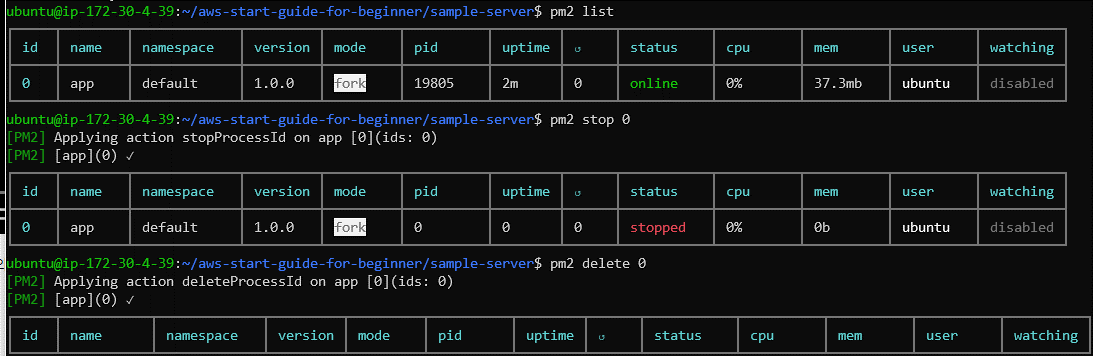 ubuntu@ip-172-30-4-39:~/aws-start-guide-for-beginner/sample-server$ pm2 list
id name namespace version mode pid uptime ↺ status cpu mem user watching
0 app default 1.0.0 fork 19805 2m 0 online 0% 37.3mb ubuntu disabled
ubuntu@ip-172-30-4-39:~/aws-start-guide-for-beginner/sample-server$ pm2 stop 0
[PM2] Applying action stopProcessId on app [0](ids: 0)
[PM2] [app](0) ✓
id name namespace version mode pid uptime ↺ status cpu mem user watching
0 app default 1.0.0 fork 0 0 0 stopped 0% 0b ubuntu disabled
ubuntu@ip-172-30-4-39:~/aws-start-guide-for-beginner/sample-server$ pm2 delete 0
[PM2] Applying action deleteProcessId on app [0](ids: 0)
[PM2] [app](0) ✓
id name namespace version mode pid uptime ↺ status cpu mem user watching